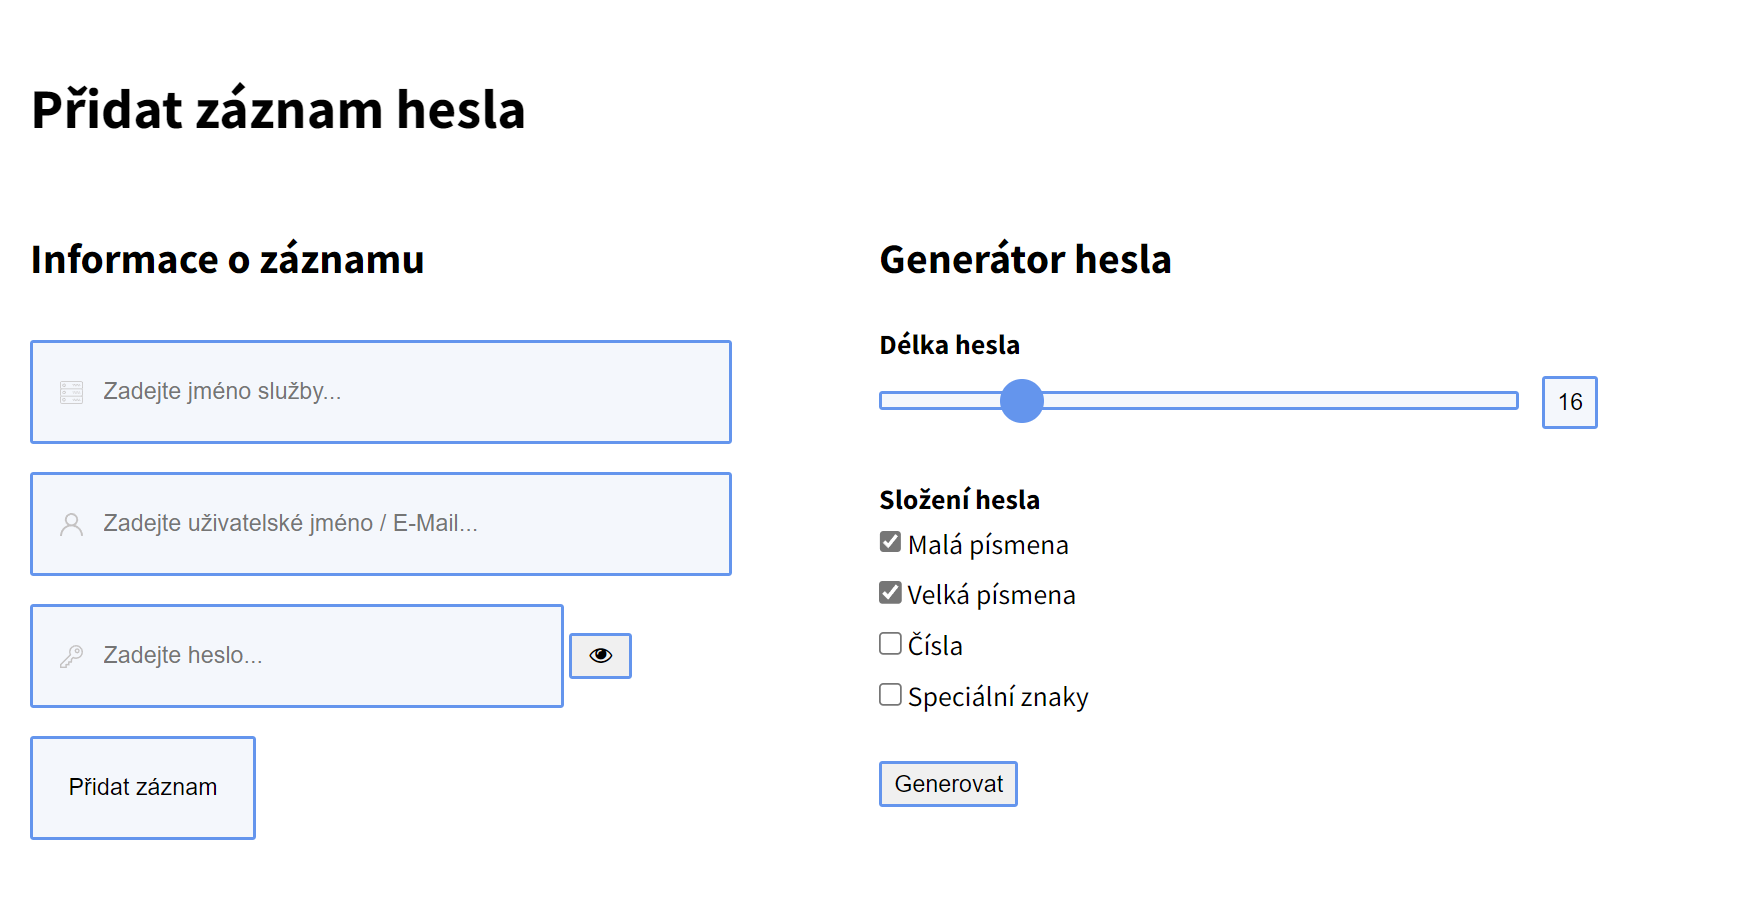 Přidat záznam hesla
Informace o záznamu
Zadejte jméno služby...
Zadejte uživatelské jméno / E-Mail...
Zadejte heslo...
Přidat záznam
Generátor hesla
Délka hesla
16
Složení hesla
Malá písmena
Velká písmena
Čísla
Speciální znaky
Generovat